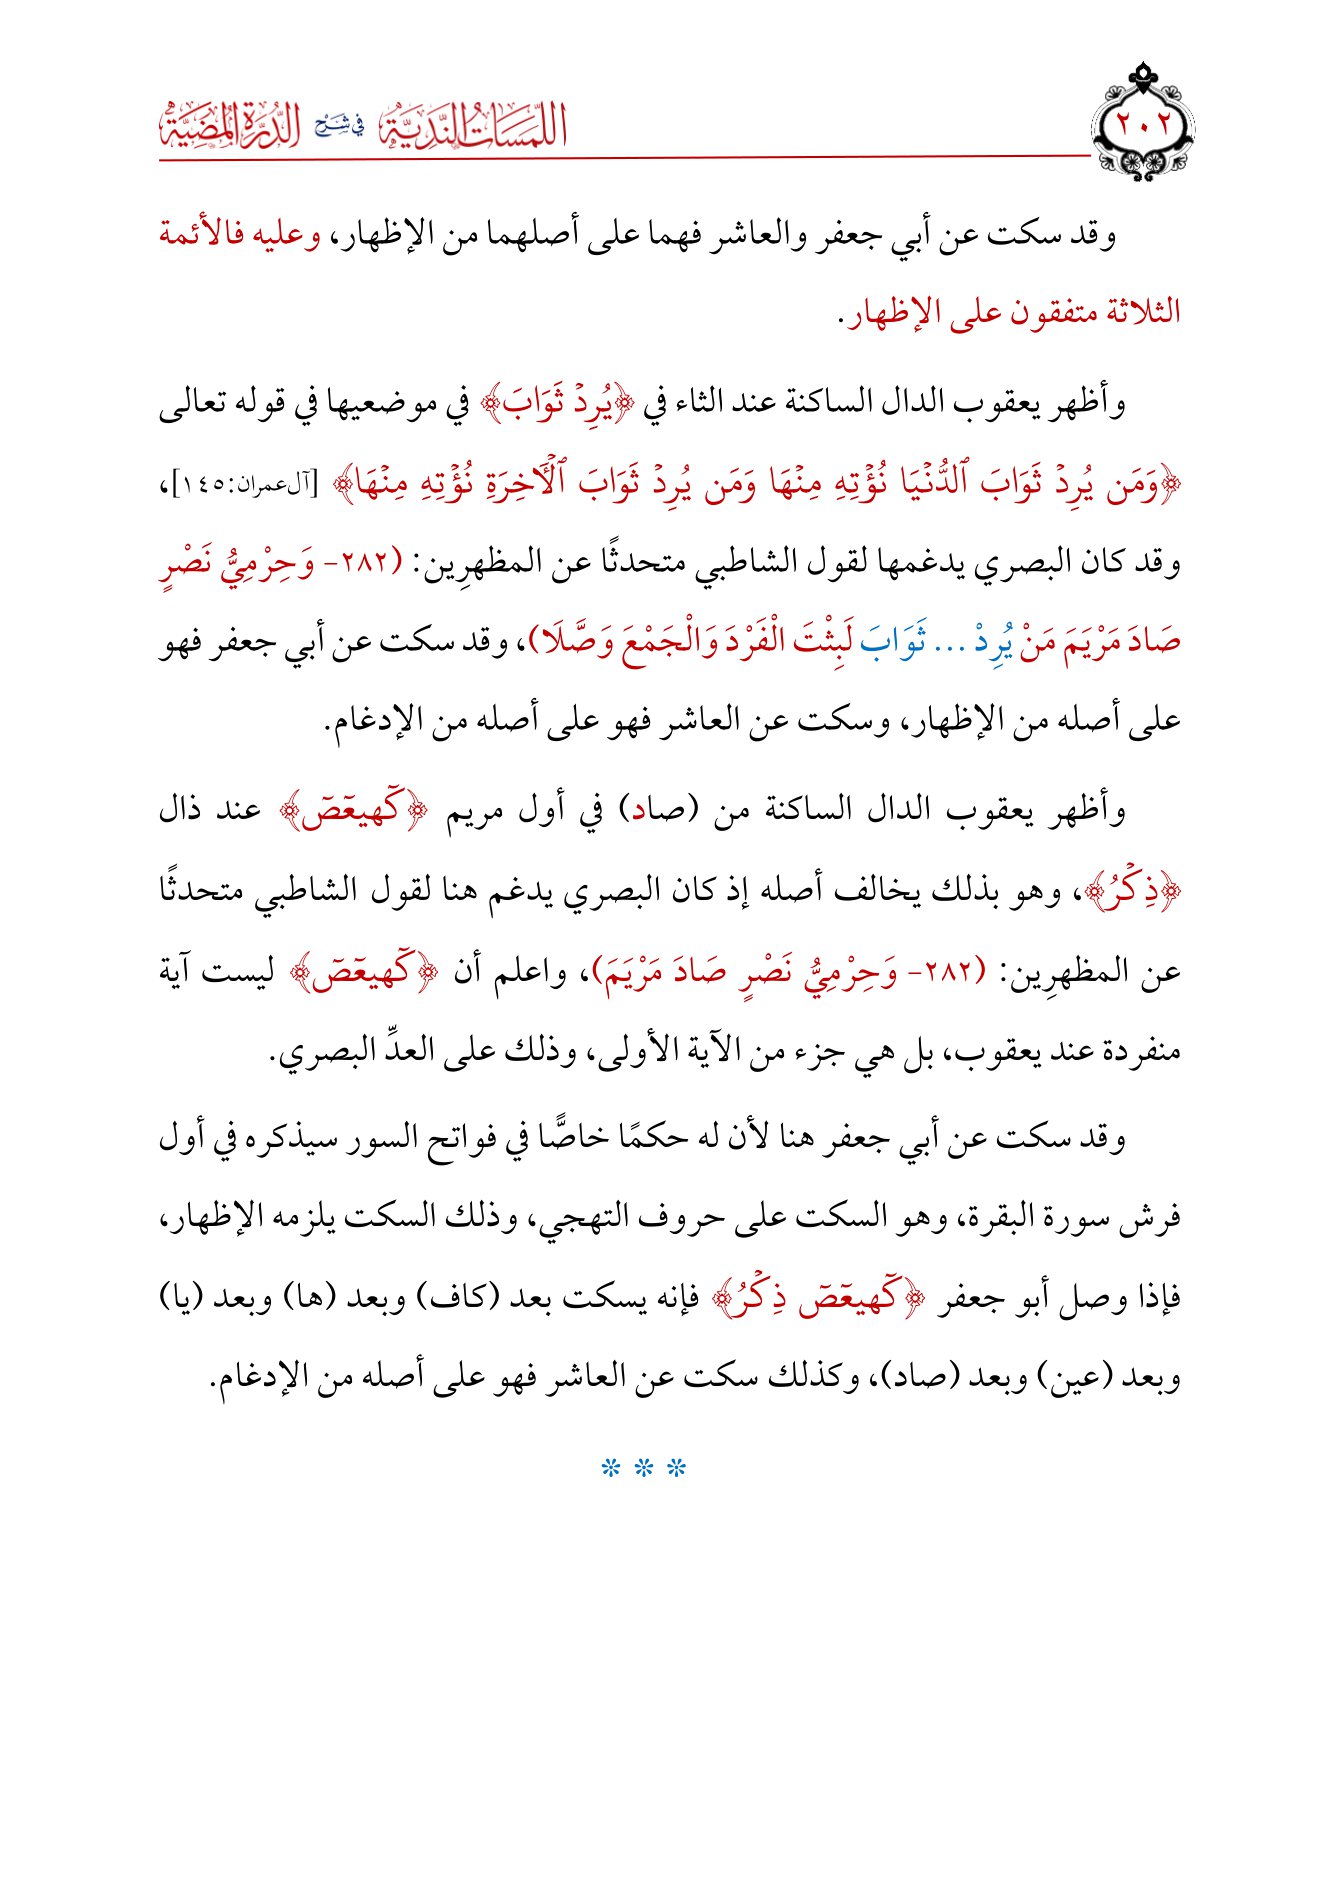 ٢٠٢
اللمسات الندية في شرح الدرة المضية
وقد سكت عن أبي جعفر والعاشر فهما على أصلهما من الإظهار، وعليه فالأئمة
الثلاثة متفقون على الإظهار.
وأظهر يعقوب الدال الساكنة عند الثاء في ﴿يُرِدۡ ثَوَابَ﴾ في موضعيها في قوله تعالى
﴿وَمَن يُرِدۡ ثَوَابَ ٱلدُّنۡيَا نُؤۡتِهِ مِنۡهَا وَمَن يُرِدۡ ثَوَابَ ٱلۡأٓخِرَةِ نُؤۡتِهِ مِنۡهَا﴾ [آل عمران:١٤٥]،
وقد كان البصري يدغمها لقول الشاطبي متحدثًا عن المظهرِين: (٢٨٢- وَحِرْمِيُّ نَصْرٍ
صَادَ مَرْيَمَ مَنْ يُرِدْ ... ثَوَابَ لَبِثْتَ الْفَرْدَ وَالْجَمْعَ وَصَّلَا)، وقد سكت عن أبي جعفر فهو
على أصله من الإظهار، وسكت عن العاشر فهو على أصله من الإدغام.
وأظهر يعقوب الدال الساكنة من (صاد) في أول مريم ﴿كٓهيعٓصٓ﴾ عند ذال
﴿ذِكۡرُ﴾، وهو بذلك يخالف أصله إذ كان البصري يدغم هنا لقول الشاطبي متحدثًا
عن المظهرِين: (٢٨٢- وَحِرْمِيُّ نَصْرٍ صَادَ مَرْيَمَ)، واعلم أن ﴿كٓهيعٓصٓ﴾ ليست آية
منفردة عند يعقوب، بل هي جزء من الآية الأولى، وذلك على العدِّ البصري.
وقد سكت عن أبي جعفر هنا لأن له حكمًا خاصًّا في فواتح السور سيذكره في أول
فرش سورة البقرة، وهو السكت على حروف التهجي، وذلك السكت يلزمه الإظهار،
فإذا وصل أبو جعفر ﴿كٓهيعٓصٓ ذِكۡرُ﴾ فإنه يسكت بعد (كاف) وبعد (ها) وبعد (يا)
وبعد (عين) وبعد (صاد)، وكذلك سكت عن العاشر فهو على أصله من الإدغام.
* * *